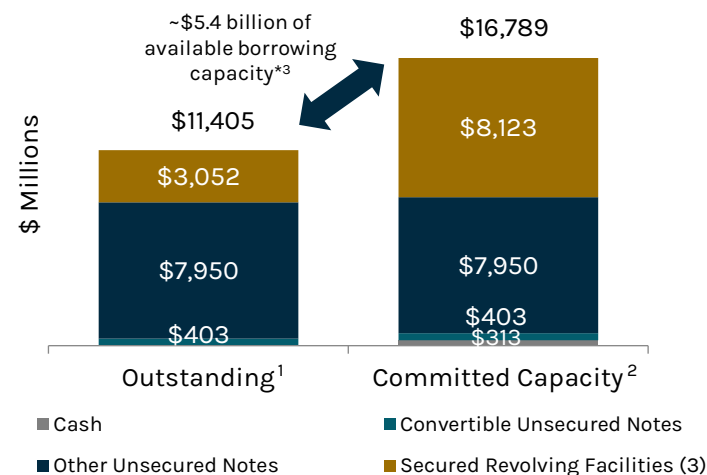 ~$5.4 billion of
available borrowing
capacity*3
$16,789
$11,405
$ Millions
$3,052
$7,950
$403
$8,123
$7,950
$403
$313
Outstanding1
Committed Capacity2
Cash
Convertible Unsecured Notes
Other Unsecured Notes
Secured Revolving Facilities (3)